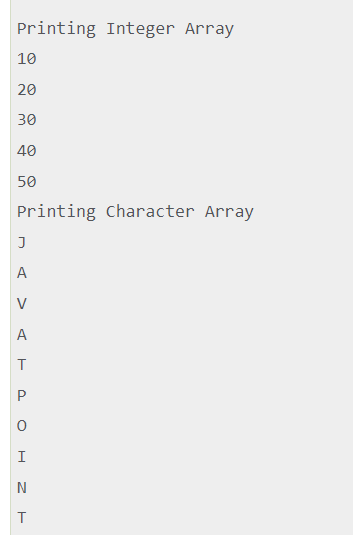 Printing Integer Array
10
20
30
40
50
Printing Character Array
J
A
V
A
T
P
O
I
N
T